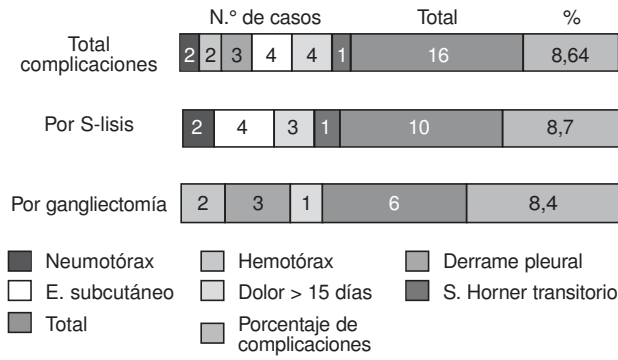 N.° de casos Total %
Total complicaciones
2 2 3 4 4 1 16 8,64
Por S-lisis
2 4 3 1 10 8,7
Por gangliectomía
2 3 1 6 8,4
Neumotórax Hemotórax Derrame pleural
E. subcutáneo Dolor > 15 días S. Horner transitorio
Total Porcentaje de complicaciones